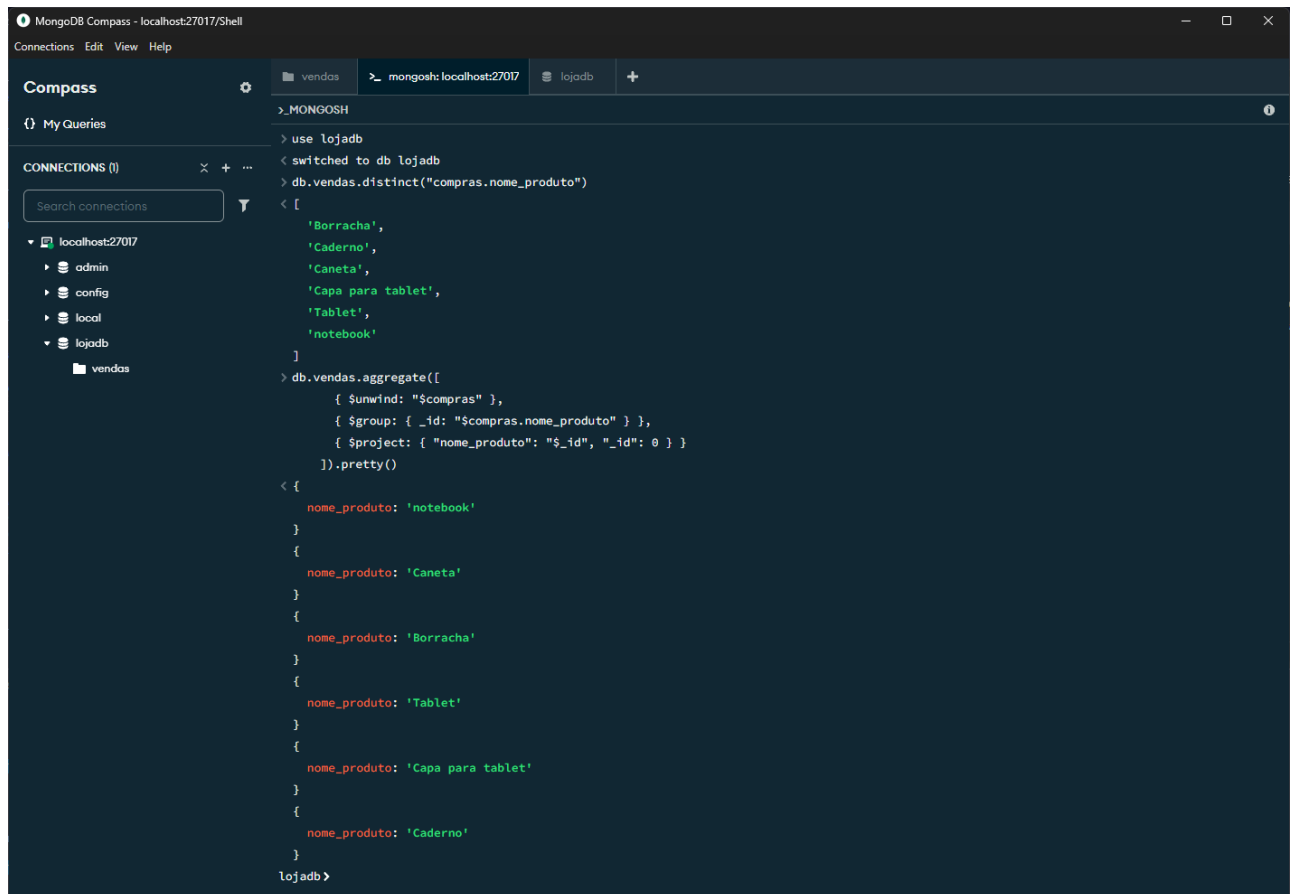 MongoDB Compass - localhost:27017/Shell
Connections Edit View Help
Compass
{} My Queries
CONNECTIONS (1)
Search connections
localhost:27017
admin
config
local
lojadb
vendas
vendas
>_ mongosh: localhost:27017
lojadb
>_MONGOSH
> use lojadb
< switched to db lojadb
> db.vendas.distinct("compras.nome_produto")
< [
'Borracha',
'Caderno',
'Caneta',
'Capa para tablet',
'Tablet',
'notebook'
]
> db.vendas.aggregate([
{ $unwind: "$compras" },
{ $group: { _id: "$compras.nome_produto" } },
{ $project: { "nome_produto": "$_id", "_id": 0 } }
]).pretty()
< {
nome_produto: 'notebook'
}
{
nome_produto: 'Caneta'
}
{
nome_produto: 'Borracha'
}
{
nome_produto: 'Tablet'
}
{
nome_produto: 'Capa para tablet'
}
{
nome_produto: 'Caderno'
}
lojadb>